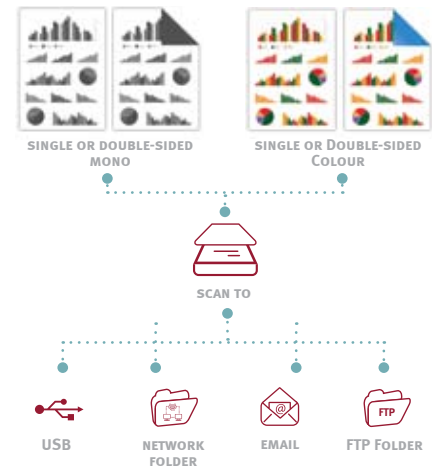 SINGLE OR DOUBLE-SIDED
MONO
SINGLE OR DOUBLE-SIDED
COLOUR
SCAN TO
@
FTP
USB
NETWORK
FOLDER
EMAIL
FTP FOLDER